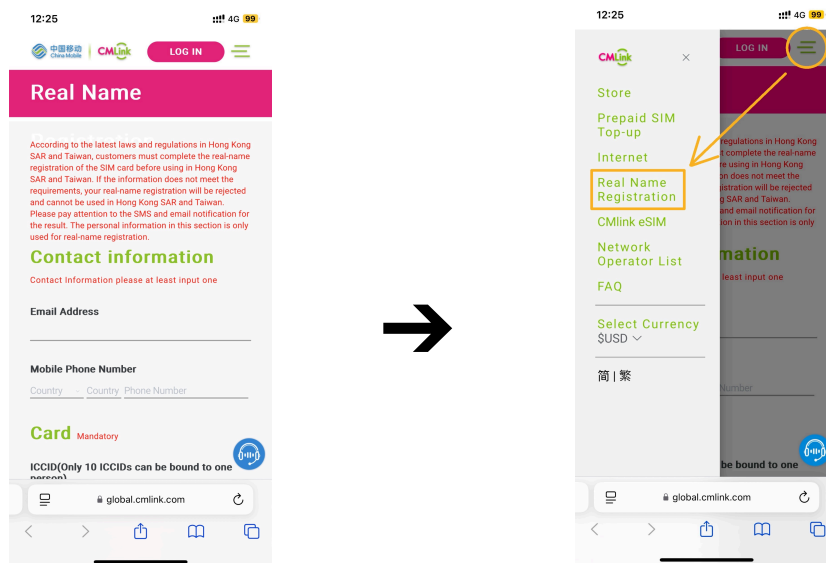 12:25
4G 99
中国移动
China Mobile
CMLink
LOG IN
Real Name
Registration
According to the latest laws and regulations in Hong Kong
SAR and Taiwan, customers must complete the real-name
registration of the SIM card before using in Hong Kong
SAR and Taiwan. If the information does not meet the
requirements, your real-name registration will be rejected
and cannot be used in Hong Kong SAR and Taiwan.
Please pay attention to the SMS and email notification for
the result. The personal information in this section is only
used for real-name registration.
Contact information
Contact Information please at least input one
Email Address
Mobile Phone Number
Country - Country Phone Number
Card Mandatory
ICCID(Only 10 ICCIDs can be bound to one
person)
global.cmlink.com
12:25
4G 99
CMLink
LOG IN
Store
Prepaid SIM
Top-up
Internet
Real Name
Registration
CMlink eSIM
Network
Operator List
FAQ
Select Currency
$USD
简 | 繁
regulations in Hong Kong
t complete the real-name
re using in Hong Kong
on does not meet the
istration will be rejected
g SAR and Taiwan.
and email notification for
ion in this section is only
mation
least input one
Number
be bound to one
global.cmlink.com